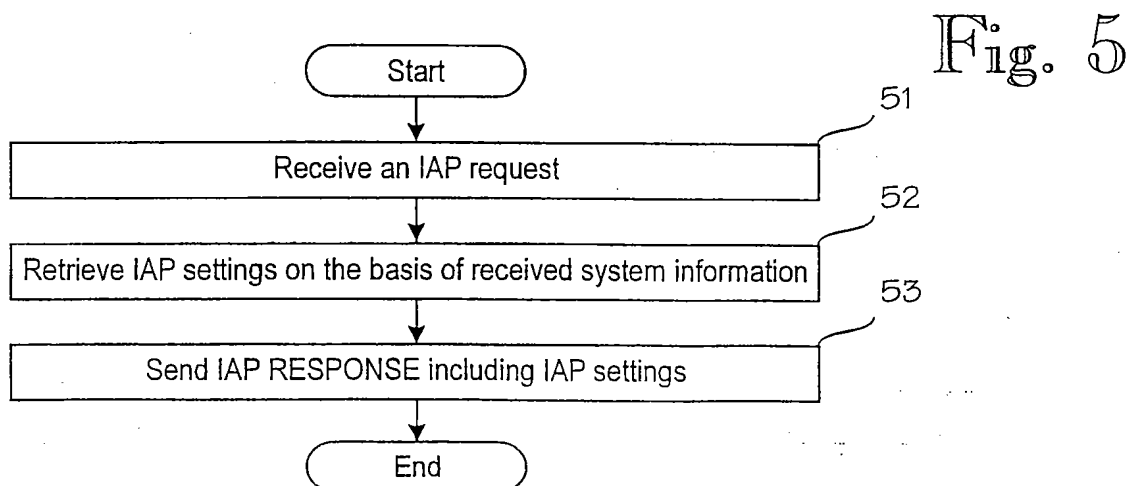 Fig. 5
Start
51
Receive an IAP request
52
Retrieve IAP settings on the basis of received system information
53
Send IAP RESPONSE including IAP settings
End